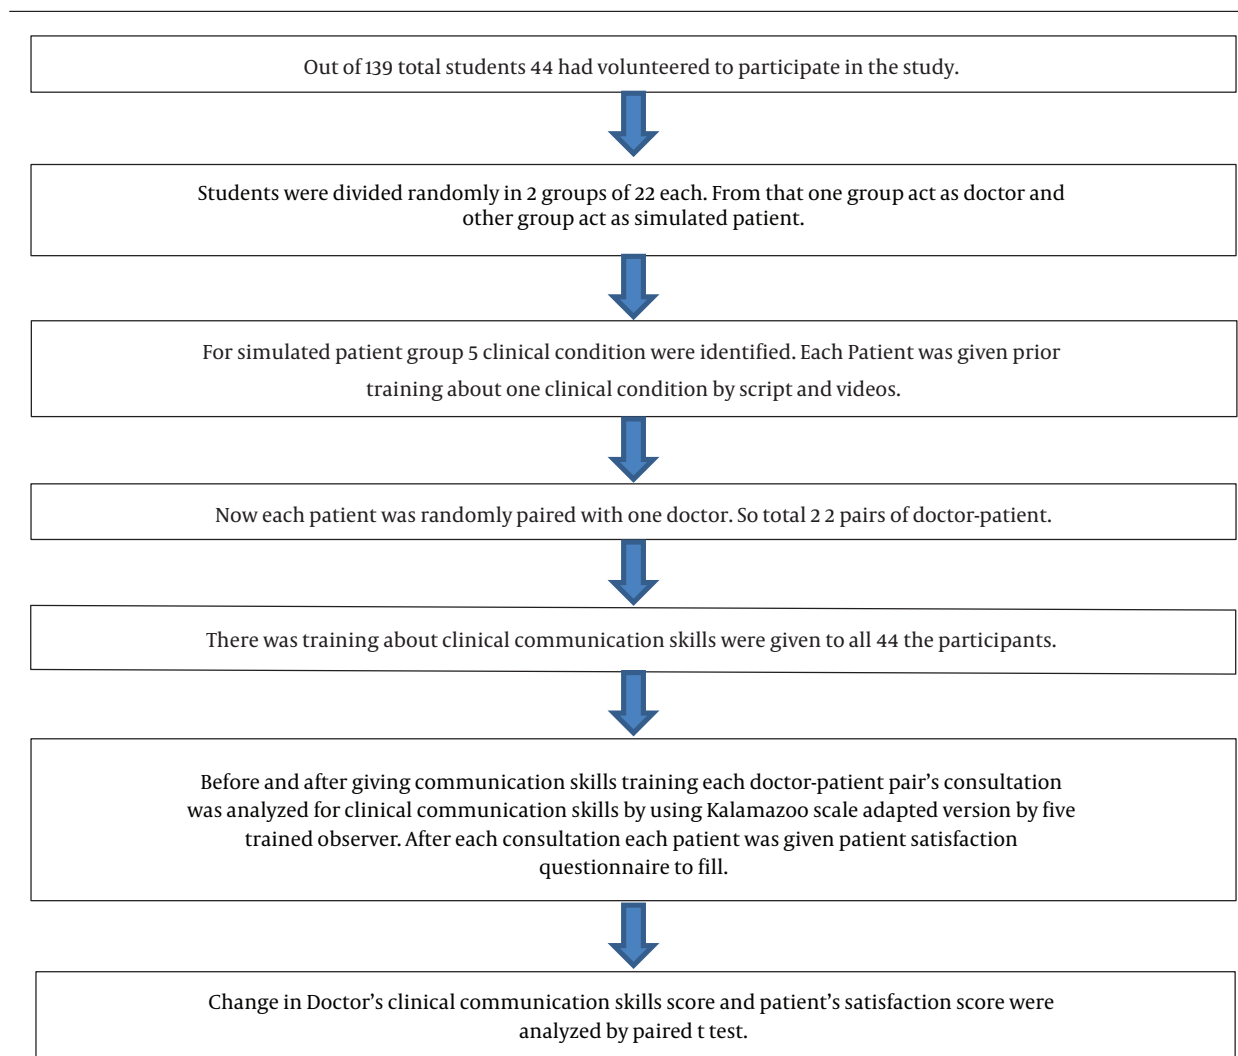 Out of 139 total students 44 had volunteered to participate in the study.
Students were divided randomly in 2 groups of 22 each. From that one group act as doctor and
other group act as simulated patient.
For simulated patient group 5 clinical condition were identified. Each Patient was given prior
training about one clinical condition by script and videos.
Now each patient was randomly paired with one doctor. So total 2 2 pairs of doctor-patient.
There was training about clinical communication skills were given to all 44 the participants.
Before and after giving communication skills training each doctor-patient pair's consultation
was analyzed for clinical communication skills by using Kalamazoo scale adapted version by five
trained observer. After each consultation each patient was given patient satisfaction
questionnaire to fill.
Change in Doctor's clinical communication skills score and patient's satisfaction score were
analyzed by paired t test.